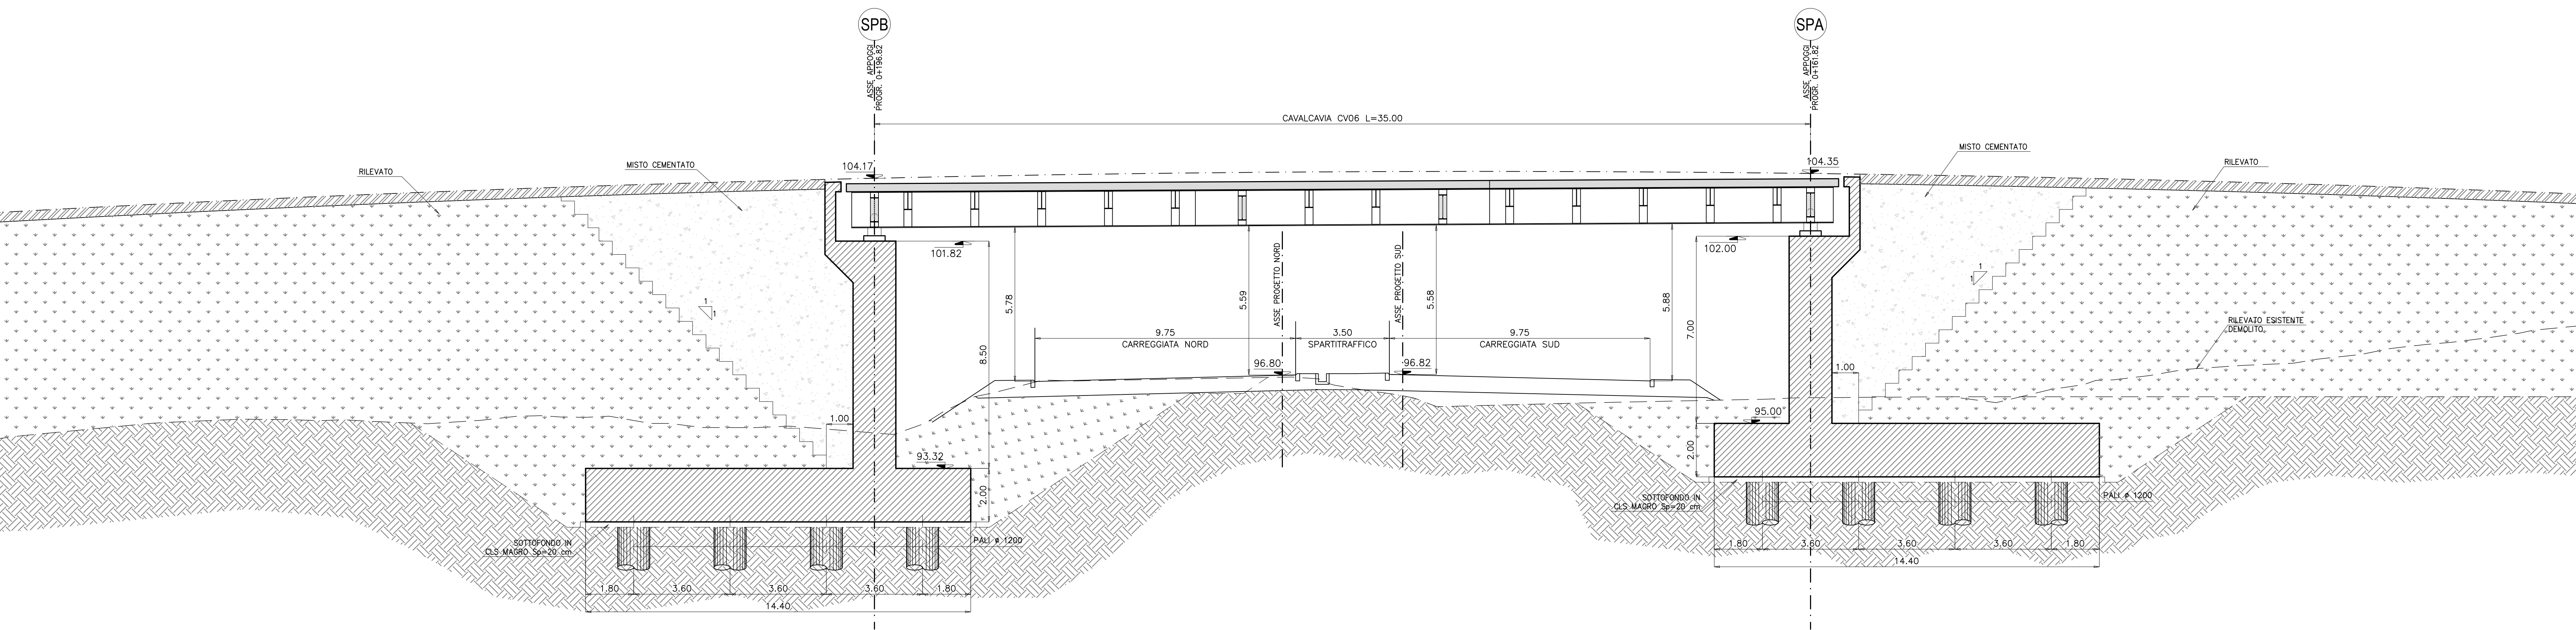 SPB
SPA
ASSE APPOGGI
PROGR. 0+196.82
ASSE APPOGGI
PROGR. 0+161.82
CAVALCAVIA CV06 L=35.00
RILEVATO
MISTO CEMENTATO
104.17
104.35
MISTO CEMENTATO
RILEVATO
101.82
102.00
ASSE PROGETTO NORD
ASSE PROGETTO SUD
5.78
5.59
5.58
5.88
7.00
8.50
1
1
1
1
9.75
CARREGGIATA NORD
3.50
SPARTITRAFFICO
9.75
CARREGGIATA SUD
96.80
96.82
RILEVATO ESISTENTE
DEMOLITO
1.00
1.00
95.00
93.32
2.00
2.00
SOTTOFONDO IN
CLS MAGRO Sp=20 cm
PALI ø 1200
SOTTOFONDO IN
CLS MAGRO Sp=20 cm
PALI ø 1200
1.80
3.60
3.60
3.60
1.80
14.40
1.80
3.60
3.60
3.60
1.80
14.40